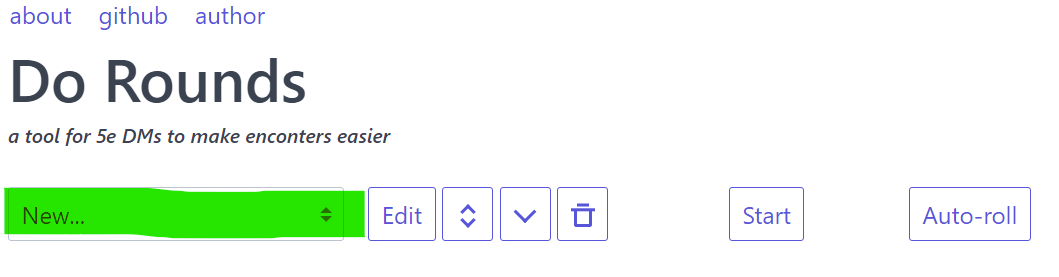 about github author
Do Rounds
a tool for 5e DMs to make enconters easier
New... Edit Start Auto-roll